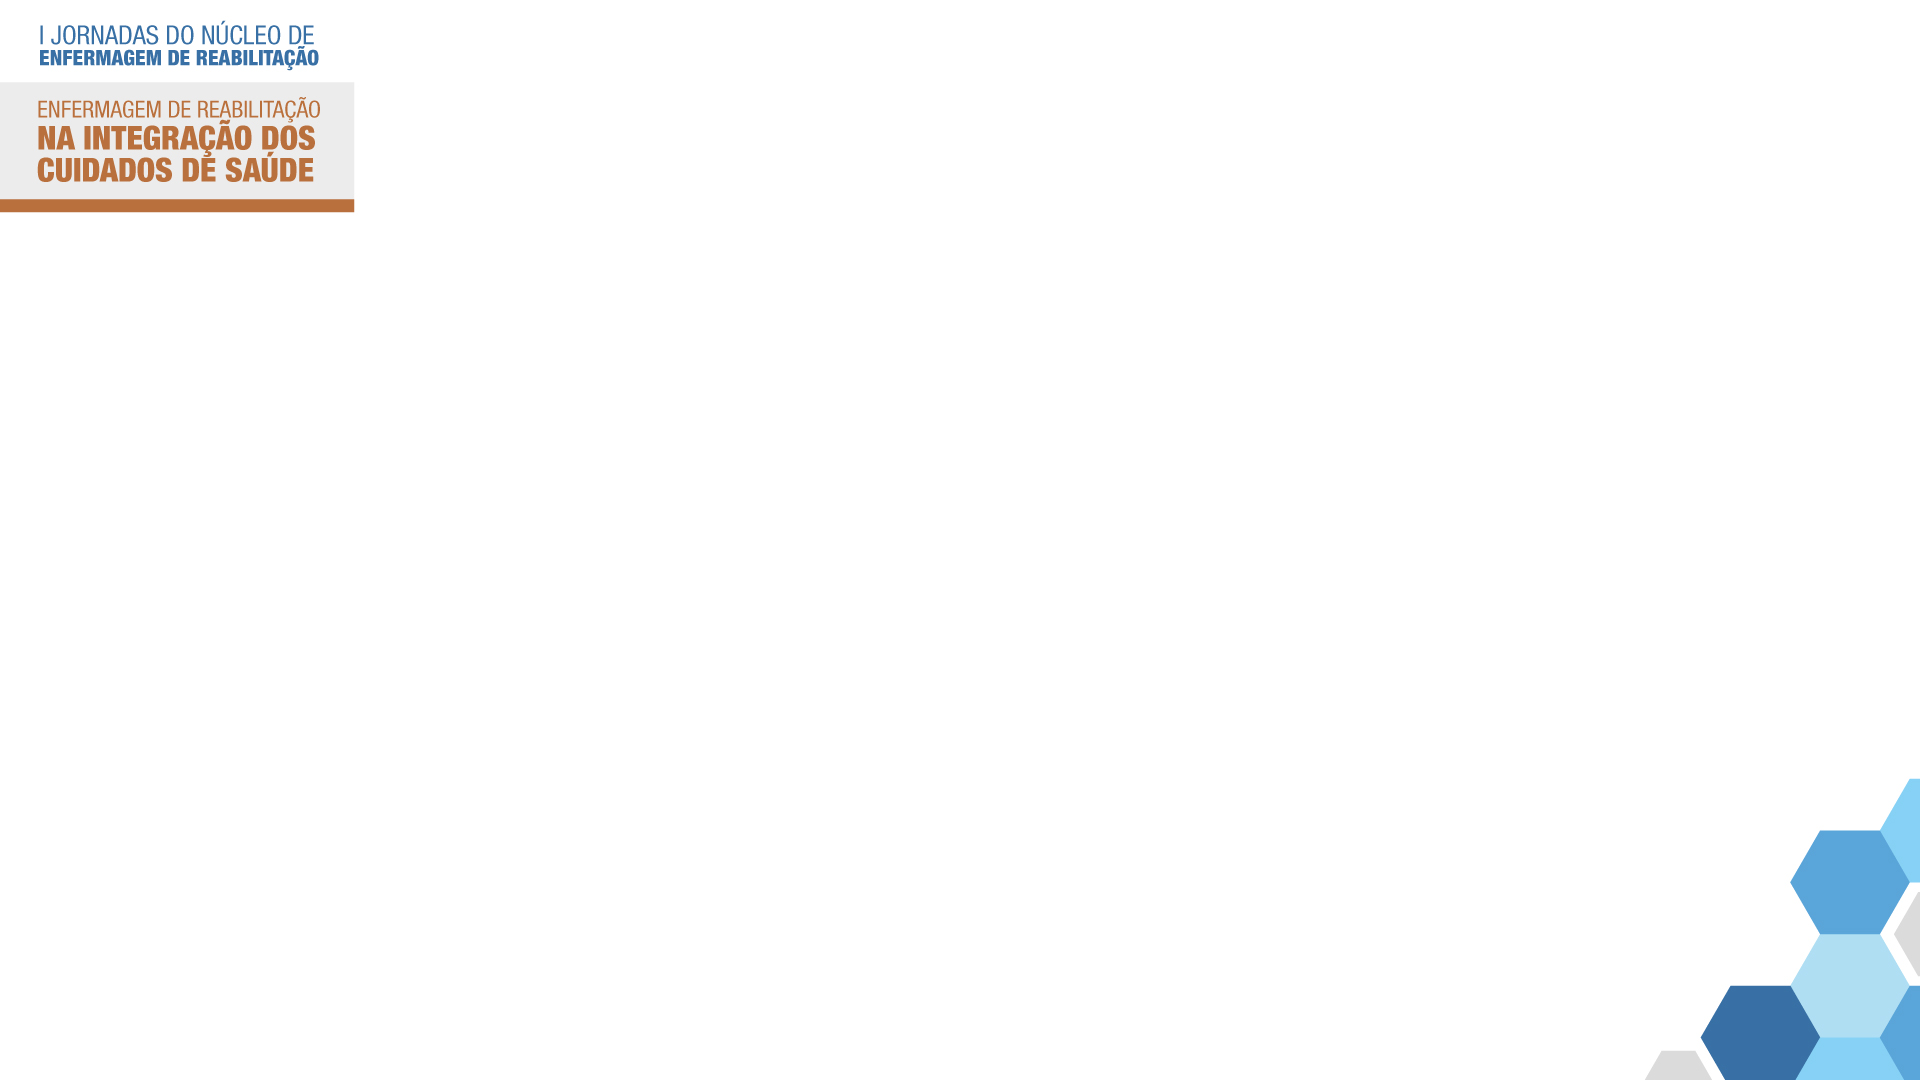 I JORNADAS DO NÚCLEO DE
ENFERMAGEM DE REABILITAÇÃO
ENFERMAGEM DE REABILITAÇÃO
NA INTEGRAÇÃO DOS
CUIDADOS DE SAÚDE